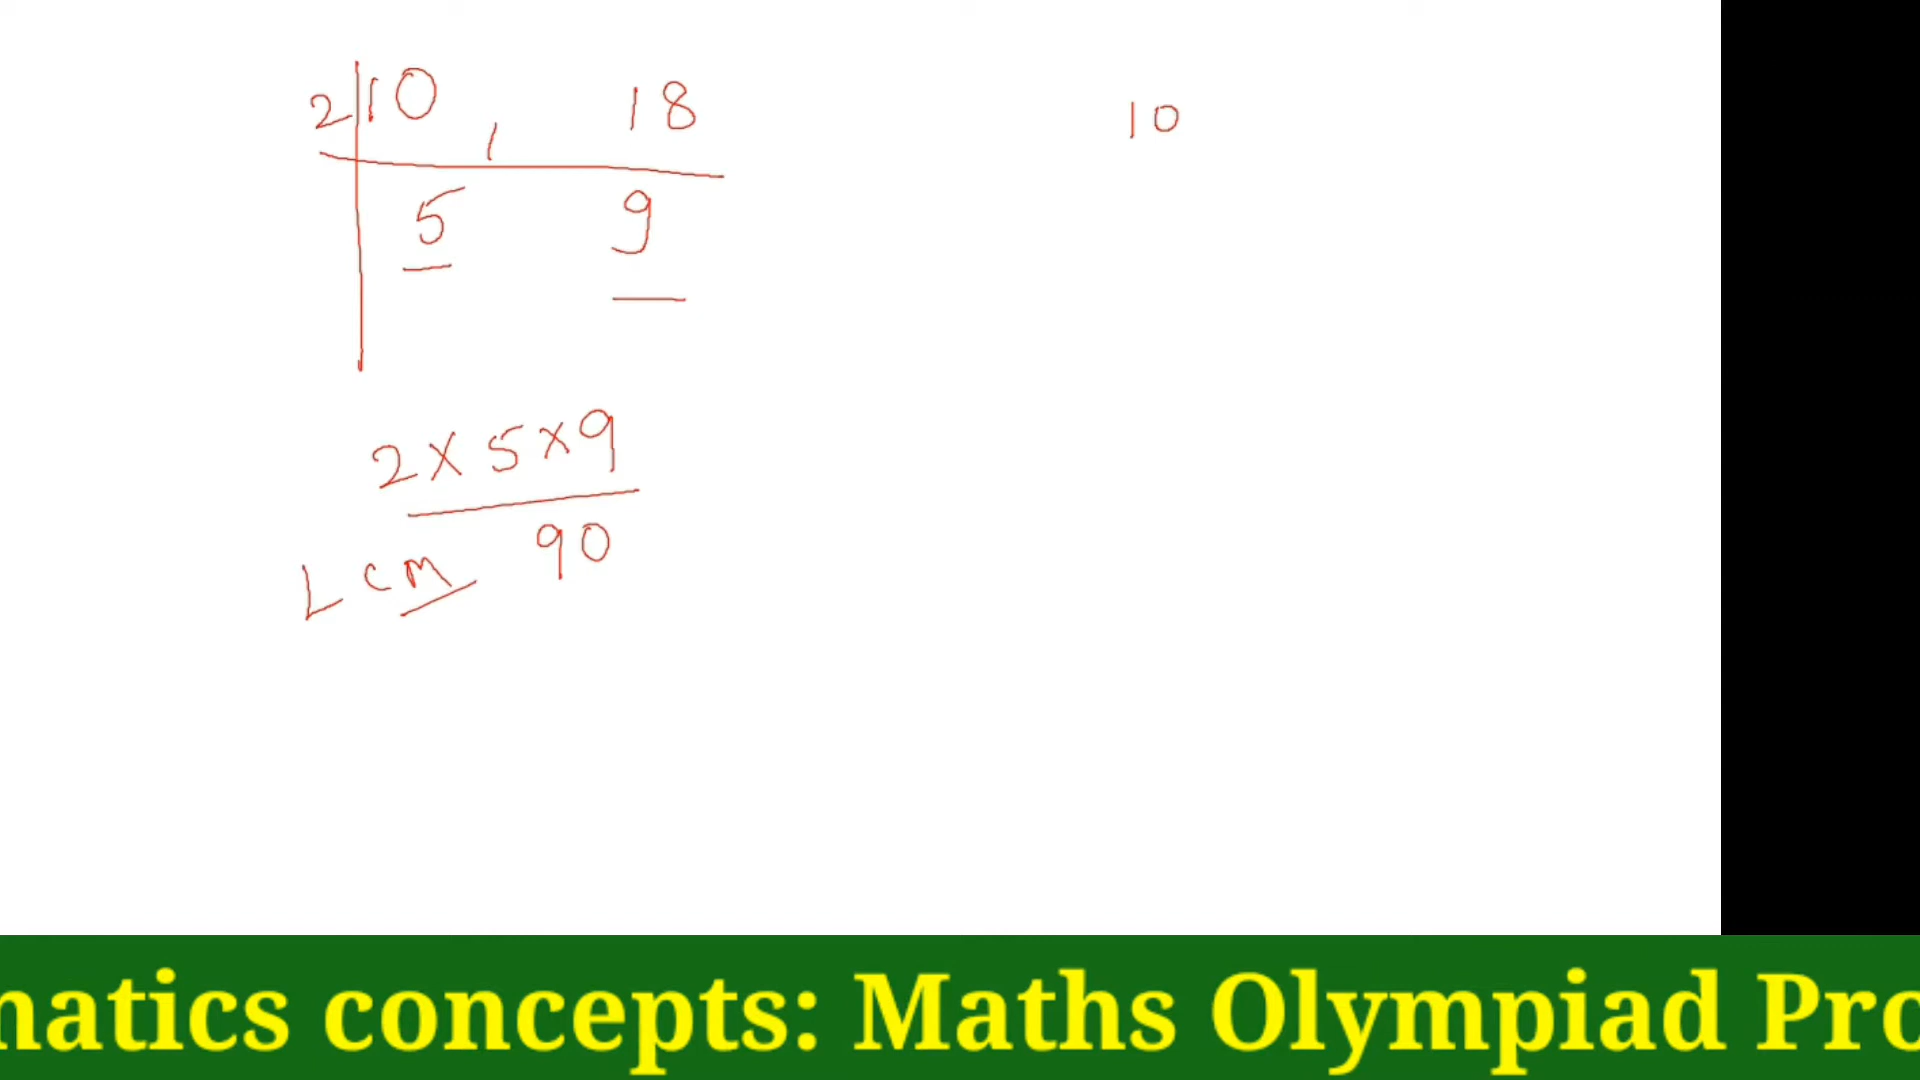 2 10 , 18
10
5 9
2 x 5 x 9
90
LCM
natics concepts: Maths Olympiad Pro